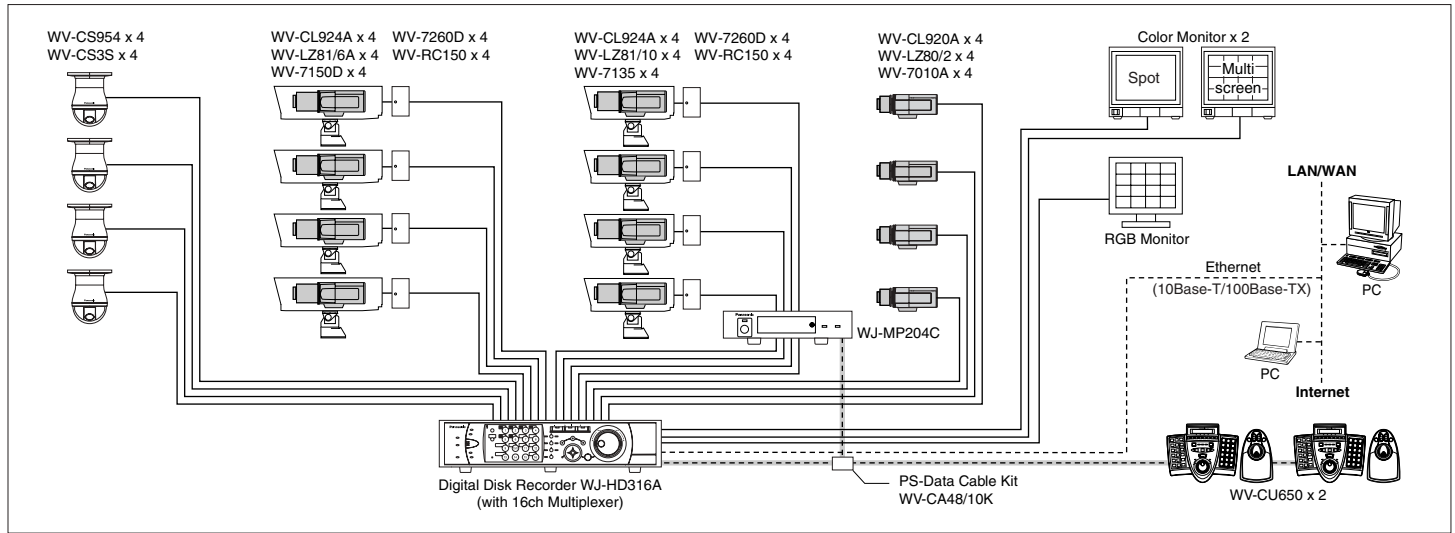 WV-CS954 x 4
WV-CS3S x 4
WV-CL924A x 4 WV-7260D x 4
WV-LZ81/6A x 4 WV-RC150 x 4
WV-7150D x 4
WV-CL924A x 4 WV-7260D x 4
WV-LZ81/10 x 4 WV-RC150 x 4
WV-7135 x 4
WV-CL920A x 4
WV-LZ80/2 x 4
WV-7010A x 4
Color Monitor x 2
Spot
Multi
screen
RGB Monitor
LAN/WAN
PC
Ethernet
(10Base-T/100Base-TX)
WJ-MP204C
PC
Internet
Digital Disk Recorder WJ-HD316A
(with 16ch Multiplexer)
PS-Data Cable Kit
WV-CA48/10K
WV-CU650 x 2